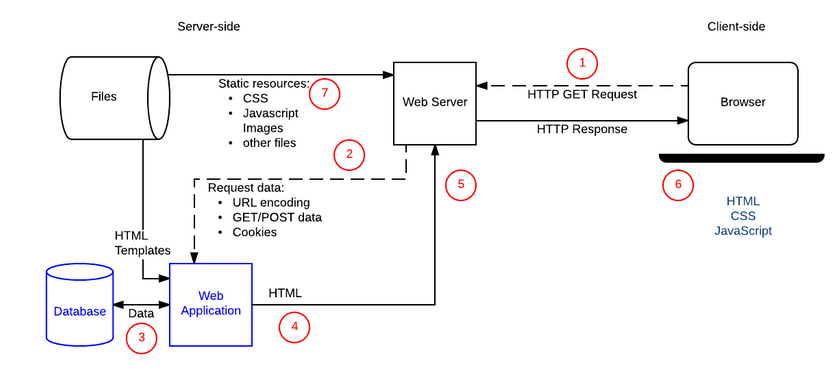 Server-side
Client-side
Files
Static resources:
• CSS
• Javascript
Images
• other files
7
Web Server
1
HTTP GET Request
HTTP Response
Browser
2
Request data:
• URL encoding
• GET/POST data
• Cookies
5
6
HTML
CSS
JavaScript
HTML
Templates
Database
Data
3
Web
Application
HTML
4